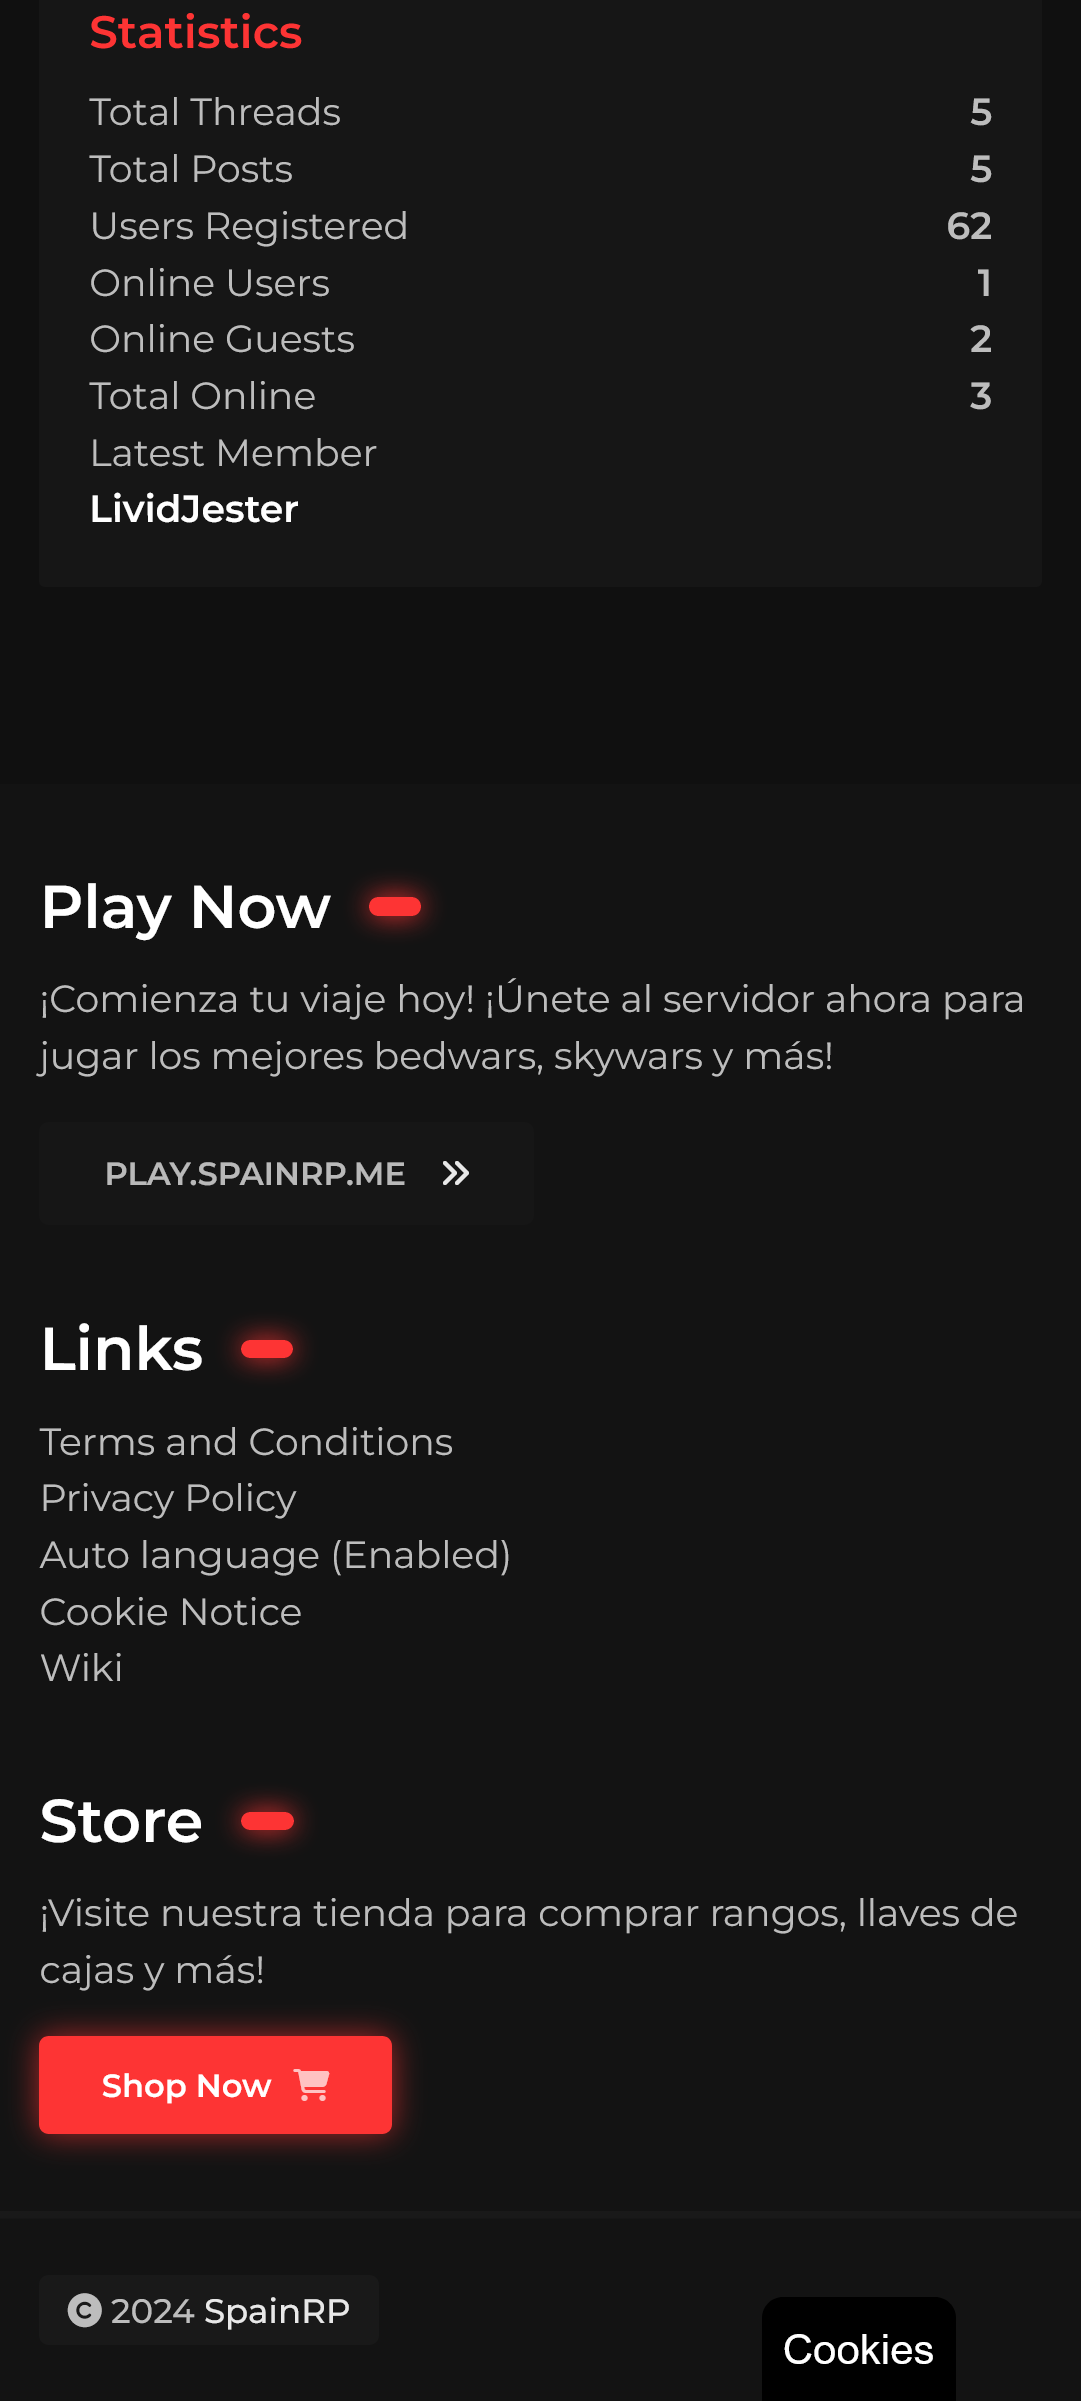 Statistics
Total Threads 5
Total Posts 5
Users Registered 62
Online Users 1
Online Guests 2
Total Online 3
Latest Member
LividJester
Play Now
¡Comienza tu viaje hoy! ¡Únete al servidor ahora para
jugar los mejores bedwars, skywars y más!
PLAY.SPAINRP.ME
Links
Terms and Conditions
Privacy Policy
Auto language (Enabled)
Cookie Notice
Wiki
Store
¡Visite nuestra tienda para comprar rangos, llaves de
cajas y más!
Shop Now
© 2024 SpainRP
Cookies